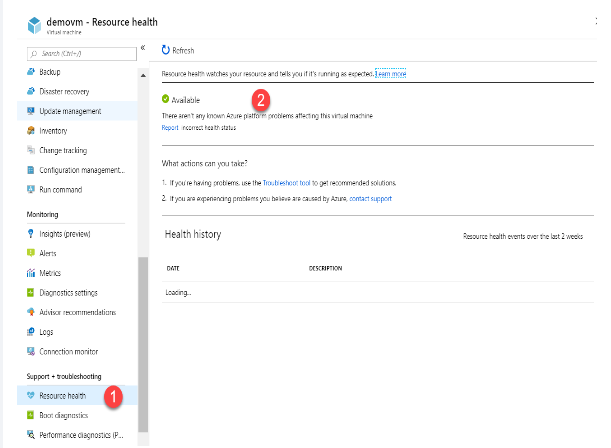 demovm - Resource health
Virtual machine
Search (Ctrl+/)
«
Backup
Disaster recovery
Update management
Inventory
Change tracking
Configuration management...
Run command
Monitoring
Insights (preview)
Alerts
Metrics
Diagnostics settings
Advisor recommendations
Logs
Connection monitor
Support + troubleshooting
Resource health
1
Boot diagnostics
Performance diagnostics (P...
Refresh
Resource health watches your resource and tells you if it's running as expected. Learn more
Available
2
There aren't any known Azure platform problems affecting this virtual machine
Report incorrect health status
What actions can you take?
1. If you're having problems, use the Troubleshoot tool to get recommended solutions.
2. If you are experiencing problems you believe are caused by Azure, contact support
Health history
Resource health events over the last 2 weeks
DATE DESCRIPTION
Loading...